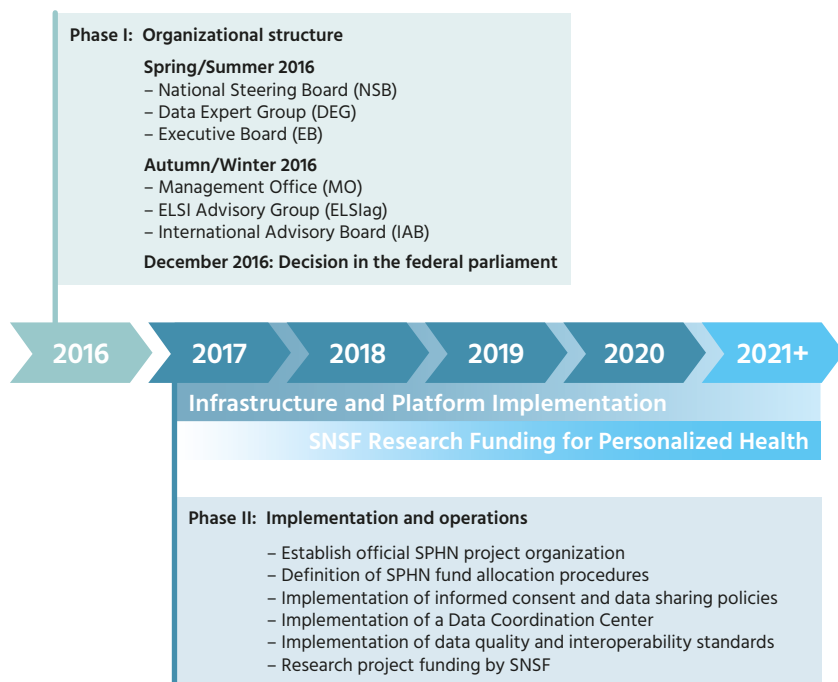 Phase I: Organizational structure
Spring/Summer 2016
– National Steering Board (NSB)
– Data Expert Group (DEG)
– Executive Board (EB)
Autumn/Winter 2016
– Management Office (MO)
– ELSI Advisory Group (ELSIag)
– International Advisory Board (IAB)
December 2016: Decision in the federal parliament
2016 2017 2018 2019 2020 2021+
Infrastructure and Platform Implementation
SNSF Research Funding for Personalized Health
Phase II: Implementation and operations
– Establish official SPHN project organization
– Definition of SPHN fund allocation procedures
– Implementation of informed consent and data sharing policies
– Implementation of a Data Coordination Center
– Implementation of data quality and interoperability standards
– Research project funding by SNSF